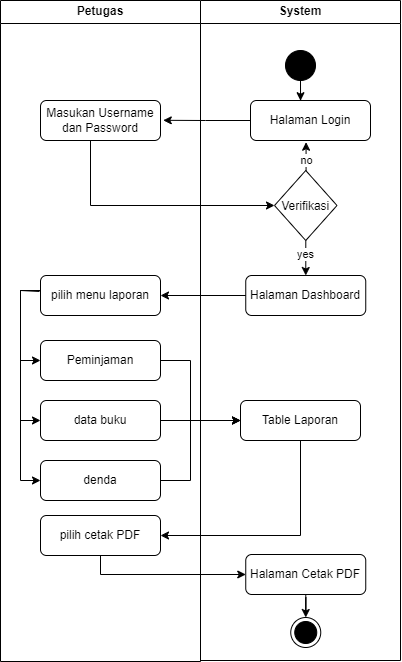 Petugas
System
Masukan Username
dan Password
Halaman Login
no
Verifikasi
yes
pilih menu laporan
Halaman Dashboard
Peminjaman
data buku
Table Laporan
denda
pilih cetak PDF
Halaman Cetak PDF